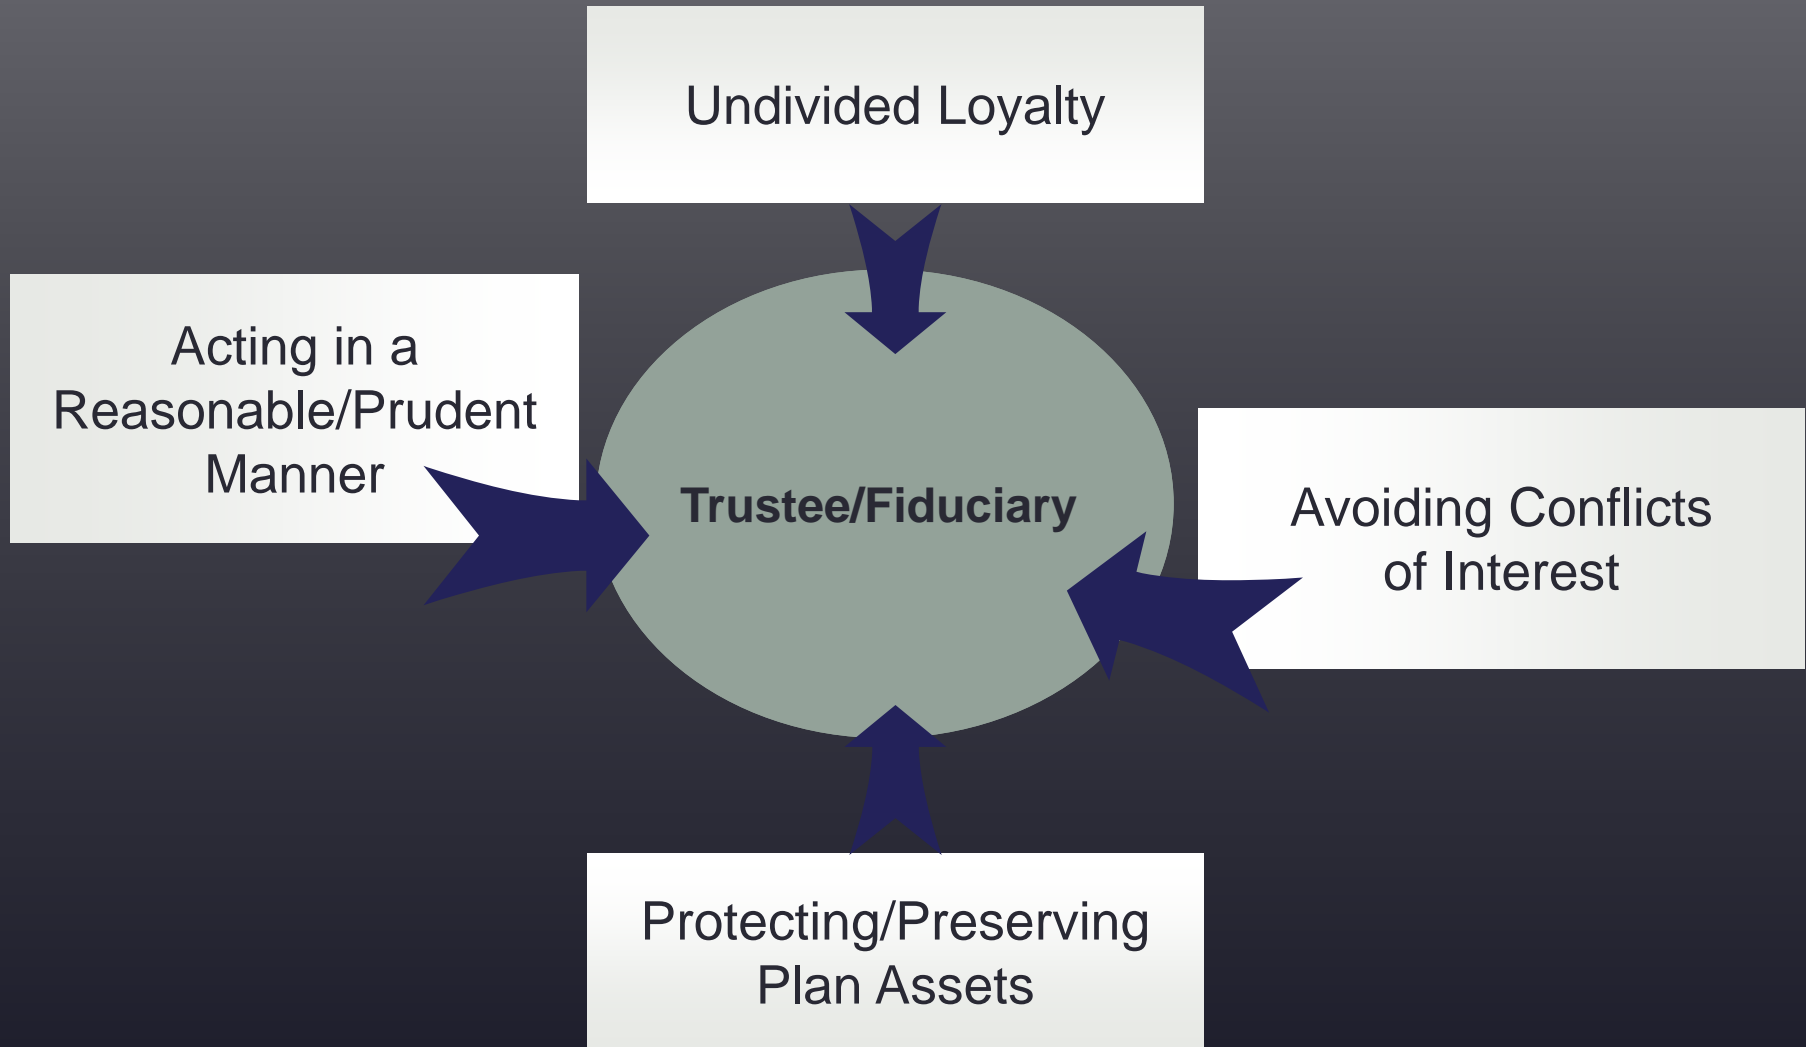 Undivided Loyalty
Acting in a
Reasonable/Prudent
Manner
Trustee/Fiduciary
Avoiding Conflicts
of Interest
Protecting/Preserving
Plan Assets